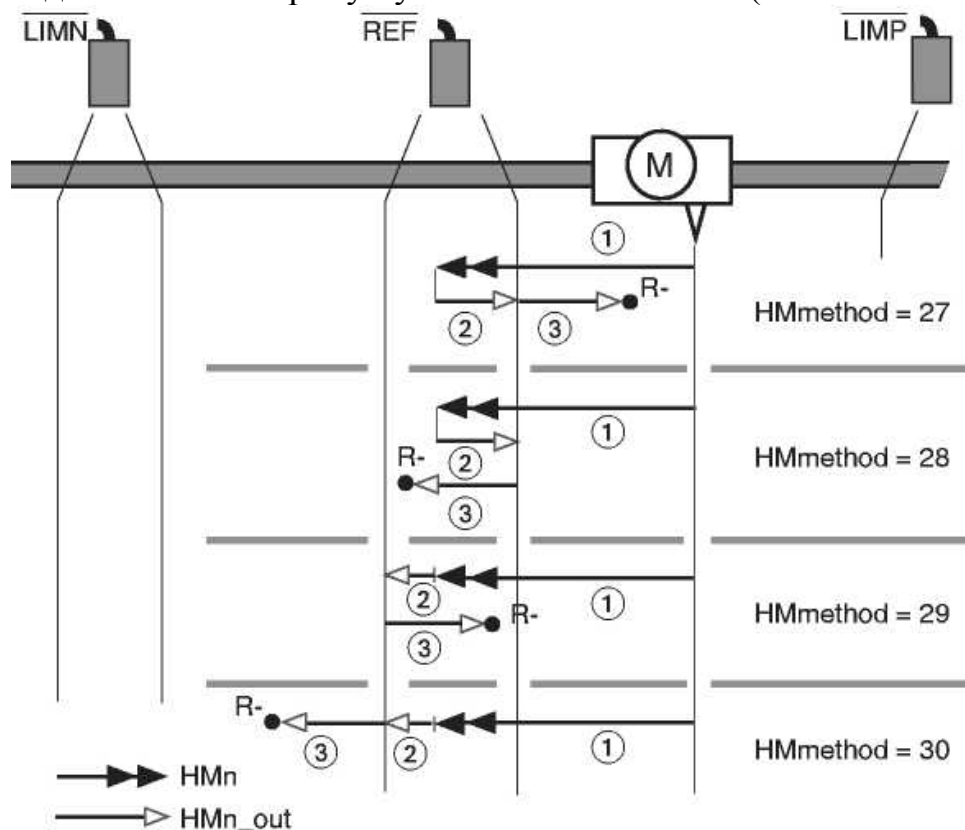 LIMN REF LIMP
M
1
R-
2 3
HMmethod = 27
1
2
R-
3
HMmethod = 28
2 1
R-
3
HMmethod = 29
R-
3 2 1
HMmethod = 30
HMn
HMn_out